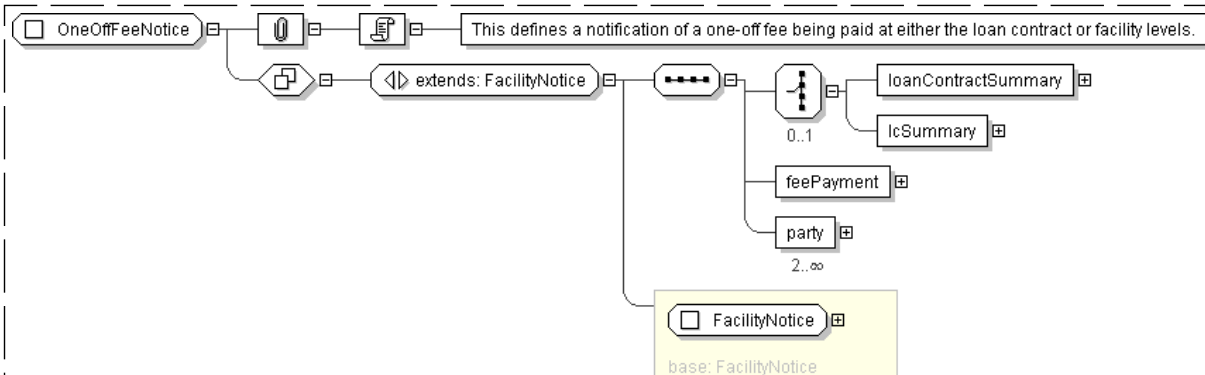 OneOffFeeNotice
This defines a notification of a one-off fee being paid at either the loan contract or facility levels.
extends: FacilityNotice
loanContractSummary
0..1
lcSummary
feePayment
party
2..∞
FacilityNotice
base: FacilityNotice